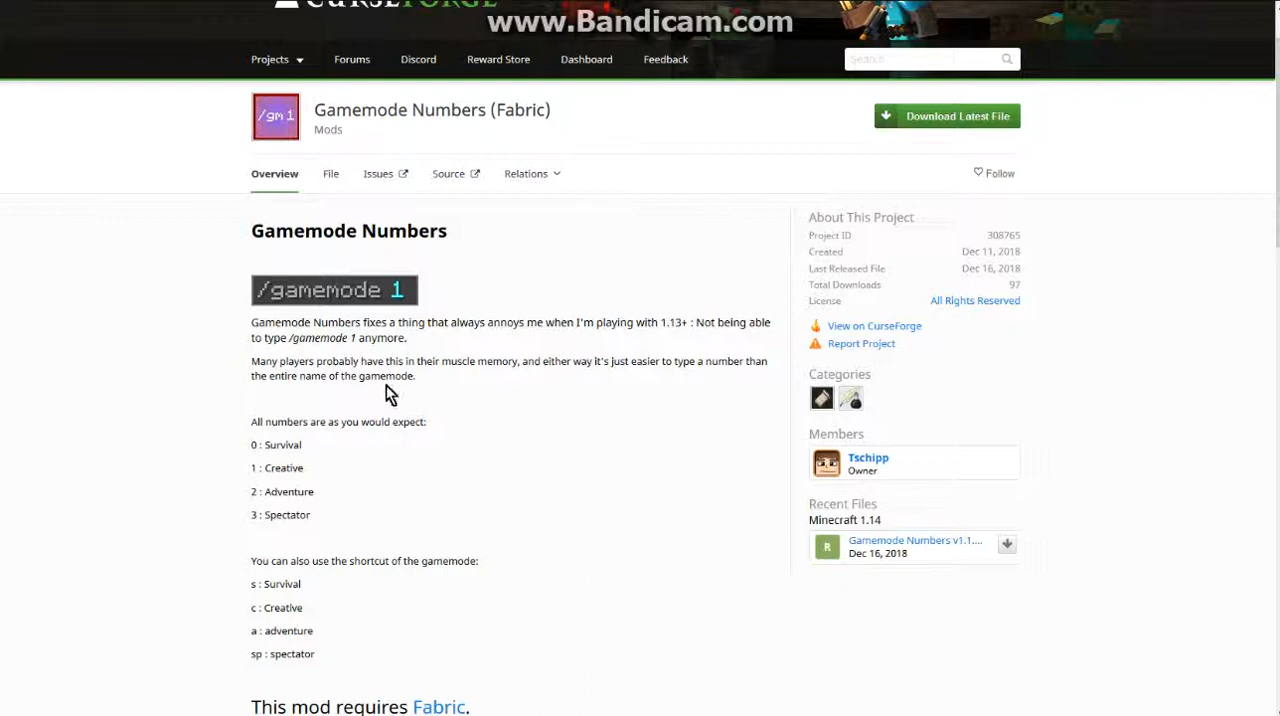 CURSEFORGE
www.Bandicam.com
Projects Forums Discord Reward Store Dashboard Feedback Search
/gm 1
Gamemode Numbers (Fabric)
Mods
Download Latest File
Overview File Issues Source Relations
Follow
Gamemode Numbers
/gamemode 1
Gamemode Numbers fixes a thing that always annoys me when I'm playing with 1.13+ : Not being able
to type /gamemode 1 anymore.
Many players probably have this in their muscle memory, and either way it's just easier to type a number than
the entire name of the gamemode.
All numbers are as you would expect:
0 : Survival
1 : Creative
2 : Adventure
3 : Spectator
You can also use the shortcut of the gamemode:
s : Survival
c : Creative
a : adventure
sp : spectator
This mod requires Fabric.
About This Project
Project ID 308765
Created Dec 11, 2018
Last Released File Dec 16, 2018
Total Downloads 97
License All Rights Reserved
View on CurseForge
Report Project
Categories
Members
Tschipp
Owner
Recent Files
Minecraft 1.14
R Gamemode Numbers v1.1....
Dec 16, 2018